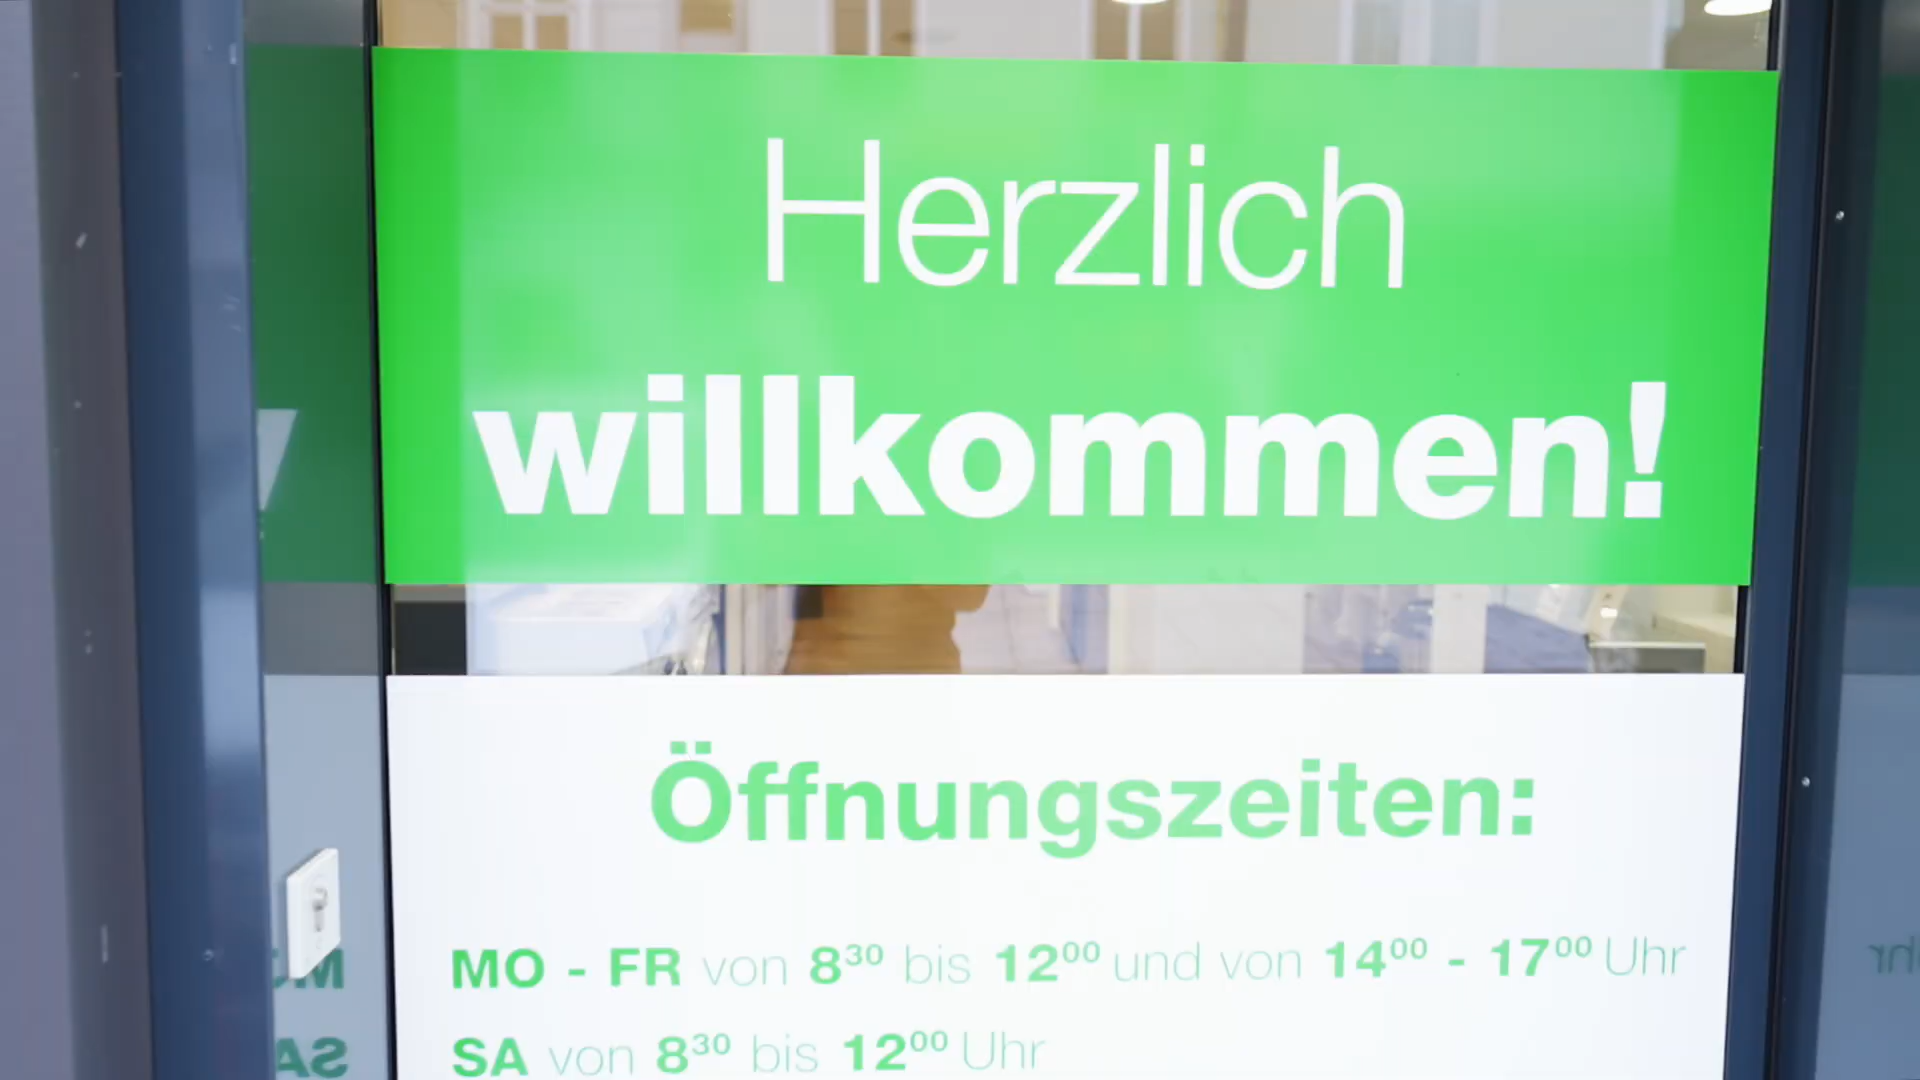 Herzlich
willkommen!
Öffnungszeiten:
MO - FR von 8³⁰ bis 12⁰⁰ und von 14⁰⁰ - 17⁰⁰ Uhr
SA von 8³⁰ bis 12⁰⁰ Uhr